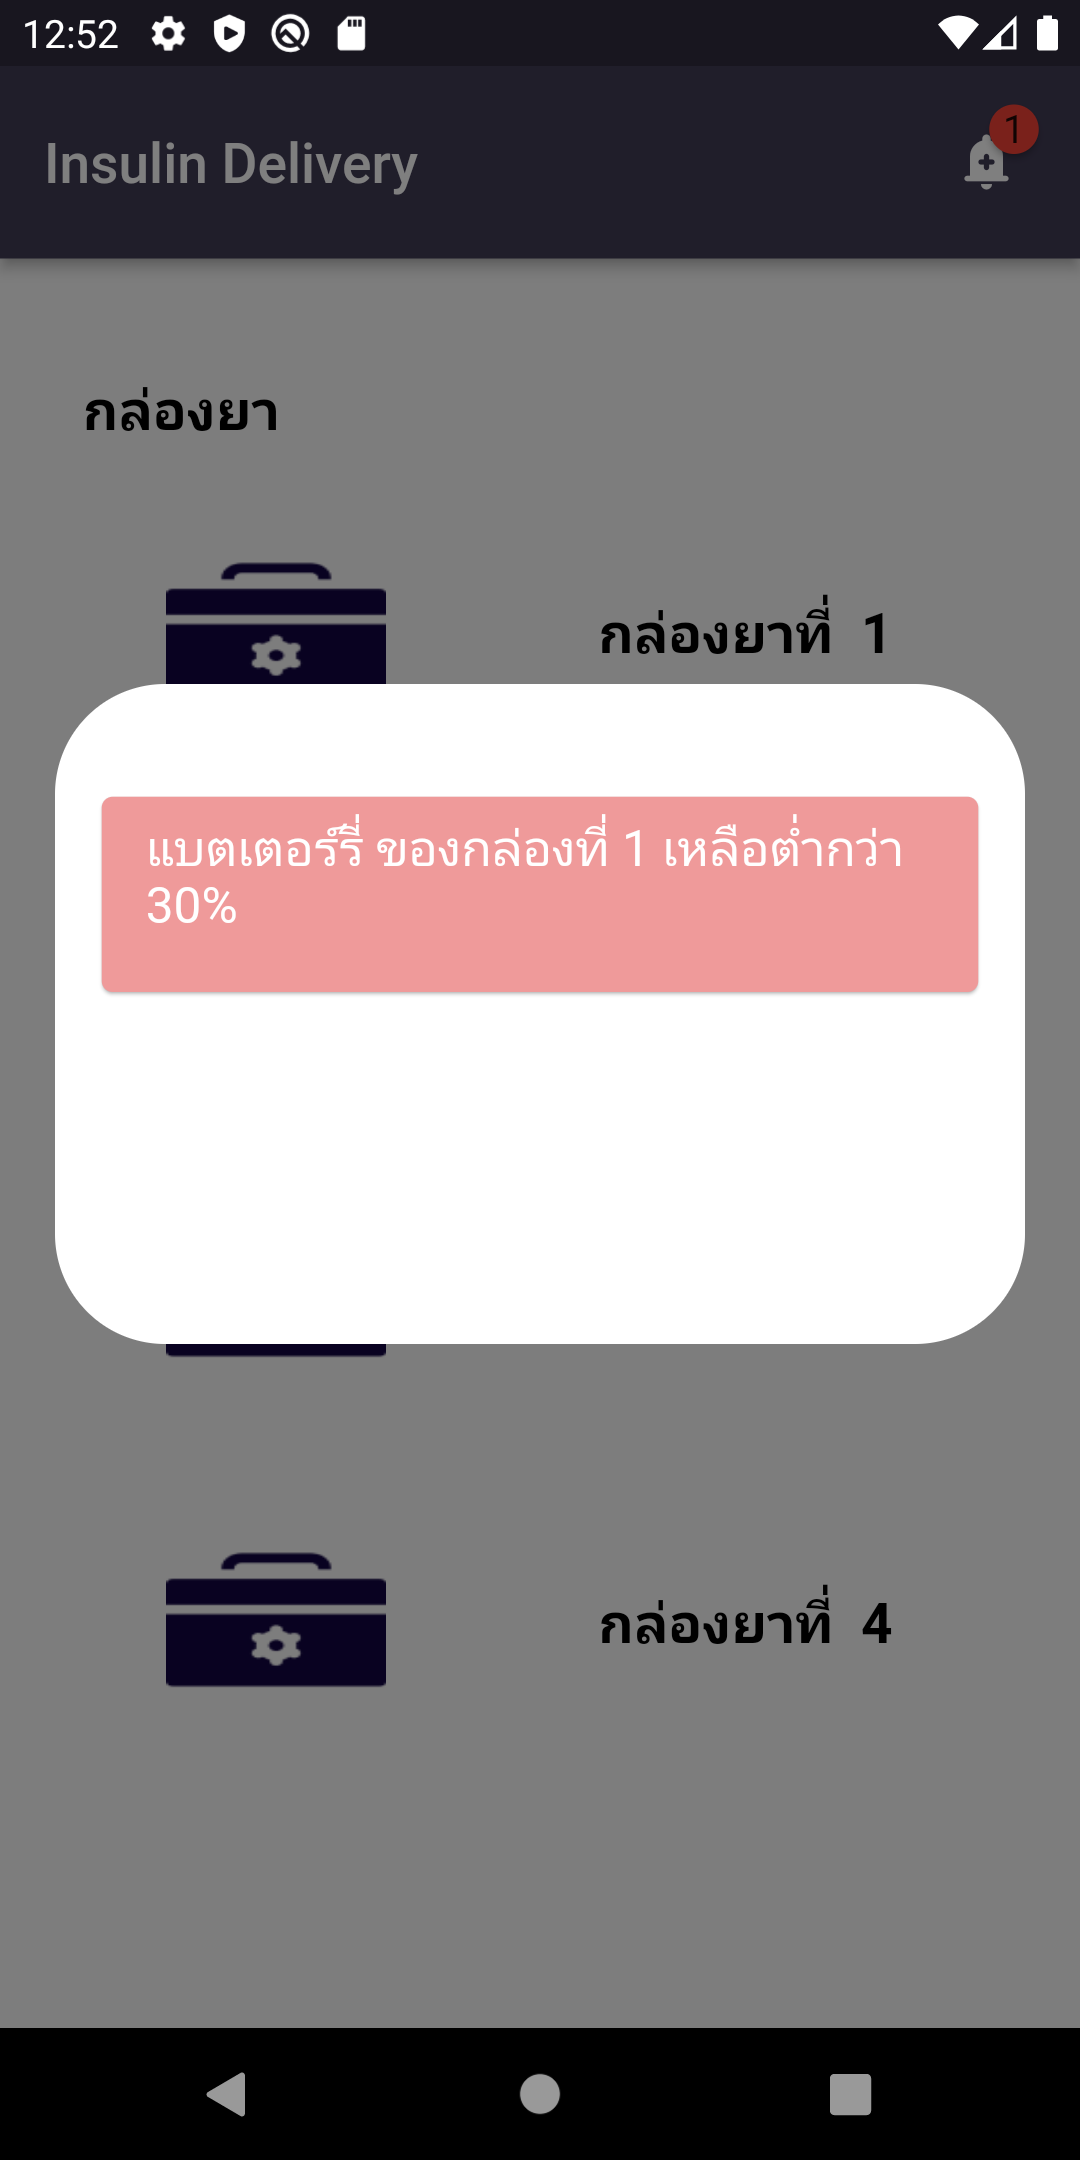 12:52
Insulin Delivery
1
กล่องยา
กล่องยาที่ 1
แบตเตอร์รี่ ของกล่องที่ 1 เหลือต่ำกว่า
30%
กล่องยาที่ 4